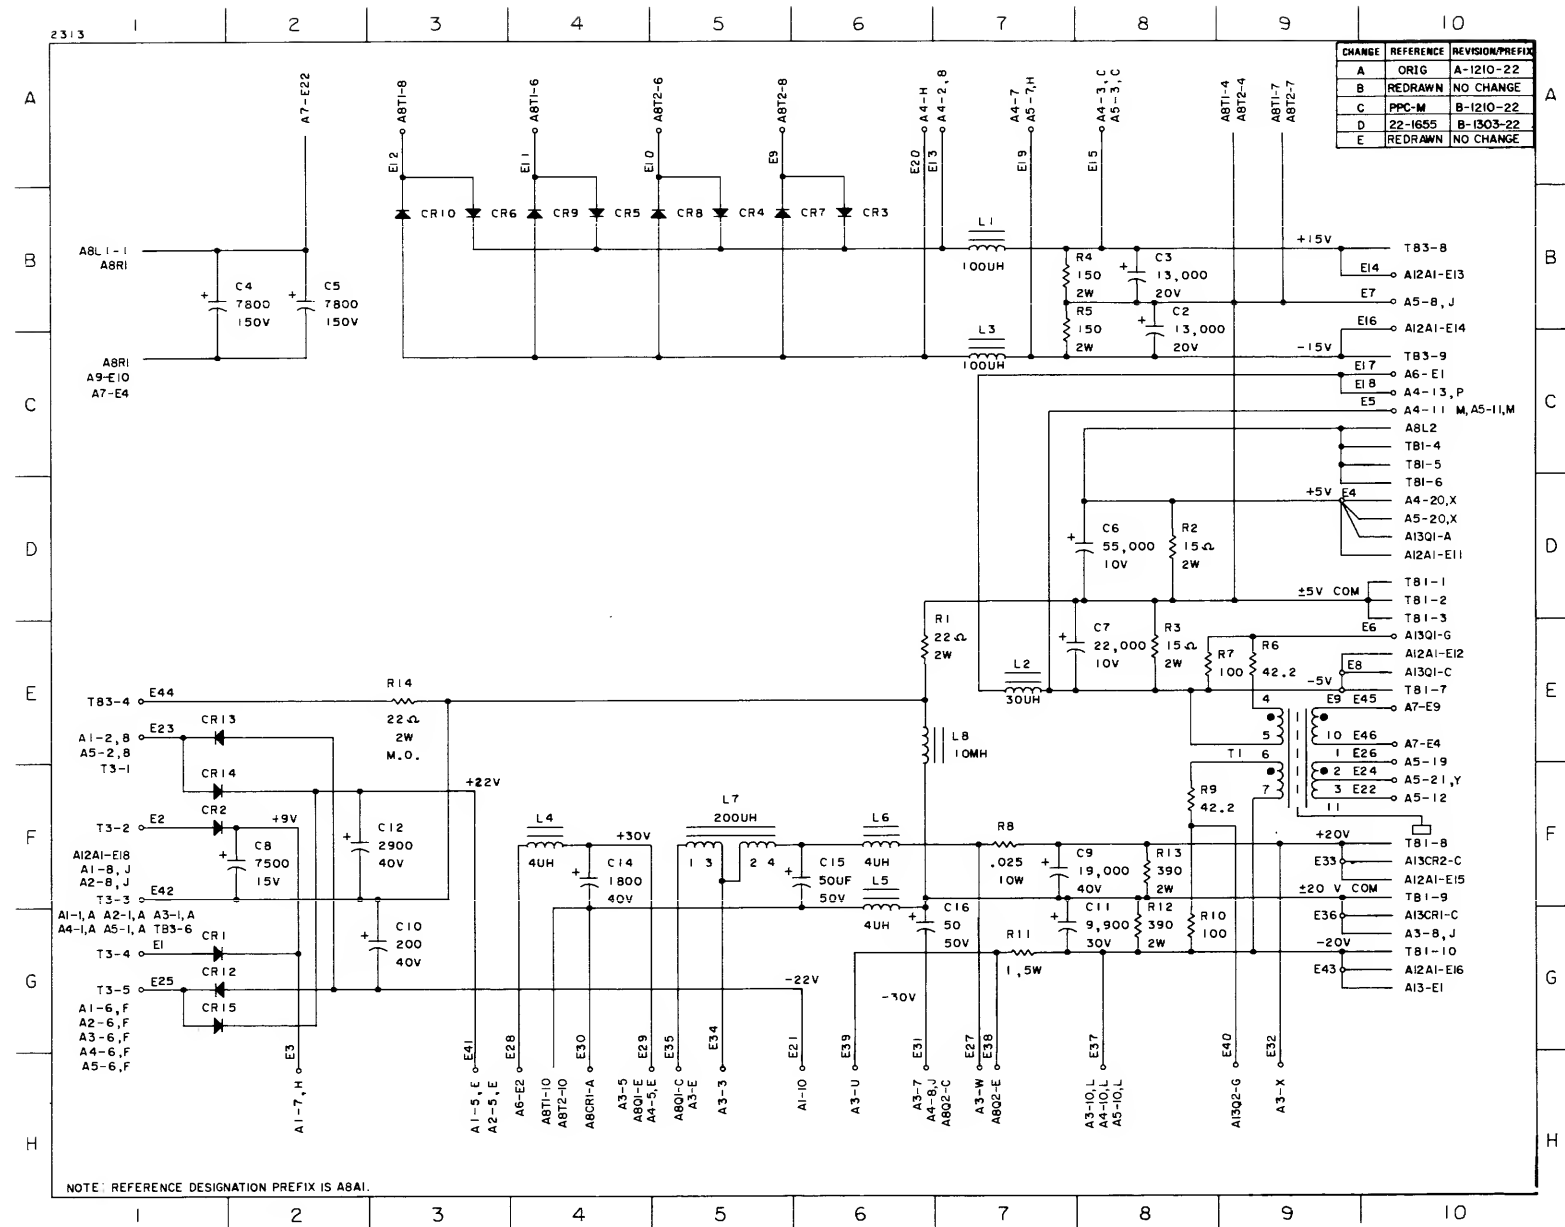 2313
1 2 3 4 5 6 7 8 9 10
A
B
C
D
E
F
G
H
CHANGE REFERENCE REVISION/PREFIX
A ORIG A-1210-22
B REDRAWN NO CHANGE
C PPC-M B-1210-22
D 22-1655 B-1303-22
E REDRAWN NO CHANGE
A7-E22
A8T1-8
A8T1-6
A8T2-6
A8T2-8
A4-H
A4-2,B
A4-7
A5-7,H
A4-3,C
A5-3,C
A8T1-4
A8T2-4
A8T1-7
A8T2-7
E12
E11
E10
E9
E20
E13
E19
E15
CR10 CR6 CR9 CR5 CR8 CR4 CR7 CR3
A8L1-1
A8R1
+ C4
7800
150V
+ C5
7800
150V
A8R1
A9-E10
A7-E4
L1
100UH
L3
100UH
R4
150
2W
+ C3
13,000
20V
R5
150
2W
+ C2
13,000
20V
+15V
TB3-8
E14 A12A1-E13
E7 A5-8,J
E16 A12A1-E14
-15V
TB3-9
E17 A6-E1
E18 A4-13,P
E5 A4-11 M,A5-11,M
A8L2
TB1-4
TB1-5
TB1-6
+5V E4
A4-20,X
A5-20,X
A13Q1-A
A12A1-E11
+ C6
55,000
10V
R2
15Ω
2W
±5V COM
TB1-1
TB1-2
TB1-3
R1
22Ω
2W
+ C7
22,000
10V
R3
15Ω
2W
R7
100
R6
42.2
E6 A13Q1-G
A12A1-E12
E8 A13Q1-C
-5V TB1-7
L2
30UH
L8
10MH
4
5
T1
6
7
E9 E45 A7-E9
10 E46 A7-E4
1 E26 A5-19
2 E24 A5-21,Y
3 E22 A5-12
11
TB3-4 E44
R14
22Ω
2W
M.O.
A1-2,B E23
A5-2,B
T3-1
CR13
CR14
+22V
T3-2 E2
CR2
+9V
+ C8
7500
15V
+ C12
2900
40V
A12A1-E18
A1-8,J
A2-8,J
T3-3 E42
A1-1,A A2-1,A A3-1,A
A4-1,A A5-1,A TB3-6
T3-4 E1
CR1
+ C10
200
40V
T3-5 E25
CR12
CR15
A1-6,F
A2-6,F
A3-6,F
A4-6,F
A5-6,F
L4
4UH
+30V
+ C14
1800
40V
L7
200UH
1 3 2 4
+ C15
50UF
50V
L6
4UH
L5
4UH
+ C16
50
50V
R8
.025
10W
+ C9
19,000
40V
R13
390
2W
R9
42.2
+ C11
9,900
30V
R12
390
2W
R10
100
R11
1,5W
-22V
-30V
+20V
TB1-8
E33 A13CR2-C
A12A1-E15
±20 V COM
TB1-9
E36 A13CR1-C
A3-8,J
-20V
TB1-10
E43 A12A1-E16
A13-E1
E3
E41
E28
E30
E29
E35
E34
E21
E39
E31
E27
E38
E37
E40
E32
A1-7,H
A1-5,E
A2-5,E
A6-E2
A8T1-10
A8T2-10
A8CR1-A
A3-5
A8Q1-E
A4-5,E
A8Q1-C
A3-E
A3-3
A1-10
A3-U
A3-7
A4-8,J
A8Q2-C
A3-W
A8Q2-E
A3-10,L
A4-10,L
A5-10,L
A13Q2-G
A3-X
NOTE: REFERENCE DESIGNATION PREFIX IS A8A1.
A
B
C
D
E
F
G
H
1 2 3 4 5 6 7 8 9 10